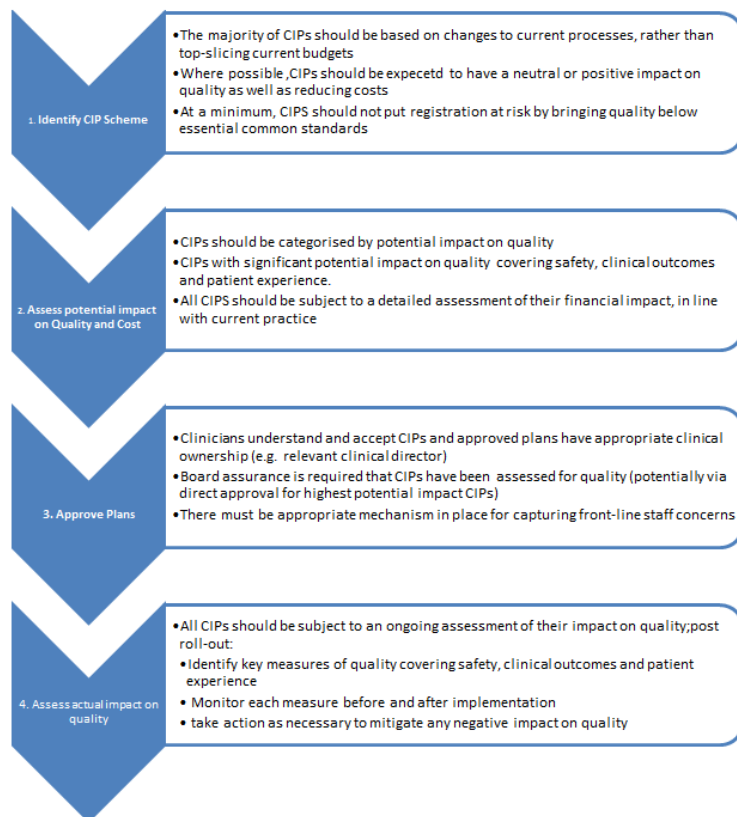 1. Identify CIP Scheme
•The majority of CIPs should be based on changes to current processes, rather than
top-slicing current budgets
•Where possible ,CIPs should be expecetd to have a neutral or positive impact on
quality as well as reducing costs
•At a minimum, CIPS should not put registration at risk by bringing quality below
essential common standards
2. Assess potential impact
on Quality and Cost
•CIPs should be categorised by potential impact on quality
•CIPs with significant potential impact on quality covering safety, clinical outcomes
and patient experience.
•All CIPS should be subject to a detailed assessment of their financial impact, in line
with current practice
3. Approve Plans
•Clinicians understand and accept CIPs and approved plans have appropriate clinical
ownership (e.g. relevant clinical director)
•Board assurance is required that CIPs have been assessed for quality (potentially via
direct approval for highest potential impact CIPs)
•There must be appropriate mechanism in place for capturing front-line staff concerns
4. Assess actual impact on
quality
•All CIPs should be subject to an ongoing assessment of their impact on quality;post
roll-out:
•Identify key measures of quality covering safety, clinical outcomes and patient
experience
• Monitor each measure before and after implementation
• take action as necessary to mitigate any negative impact on quality